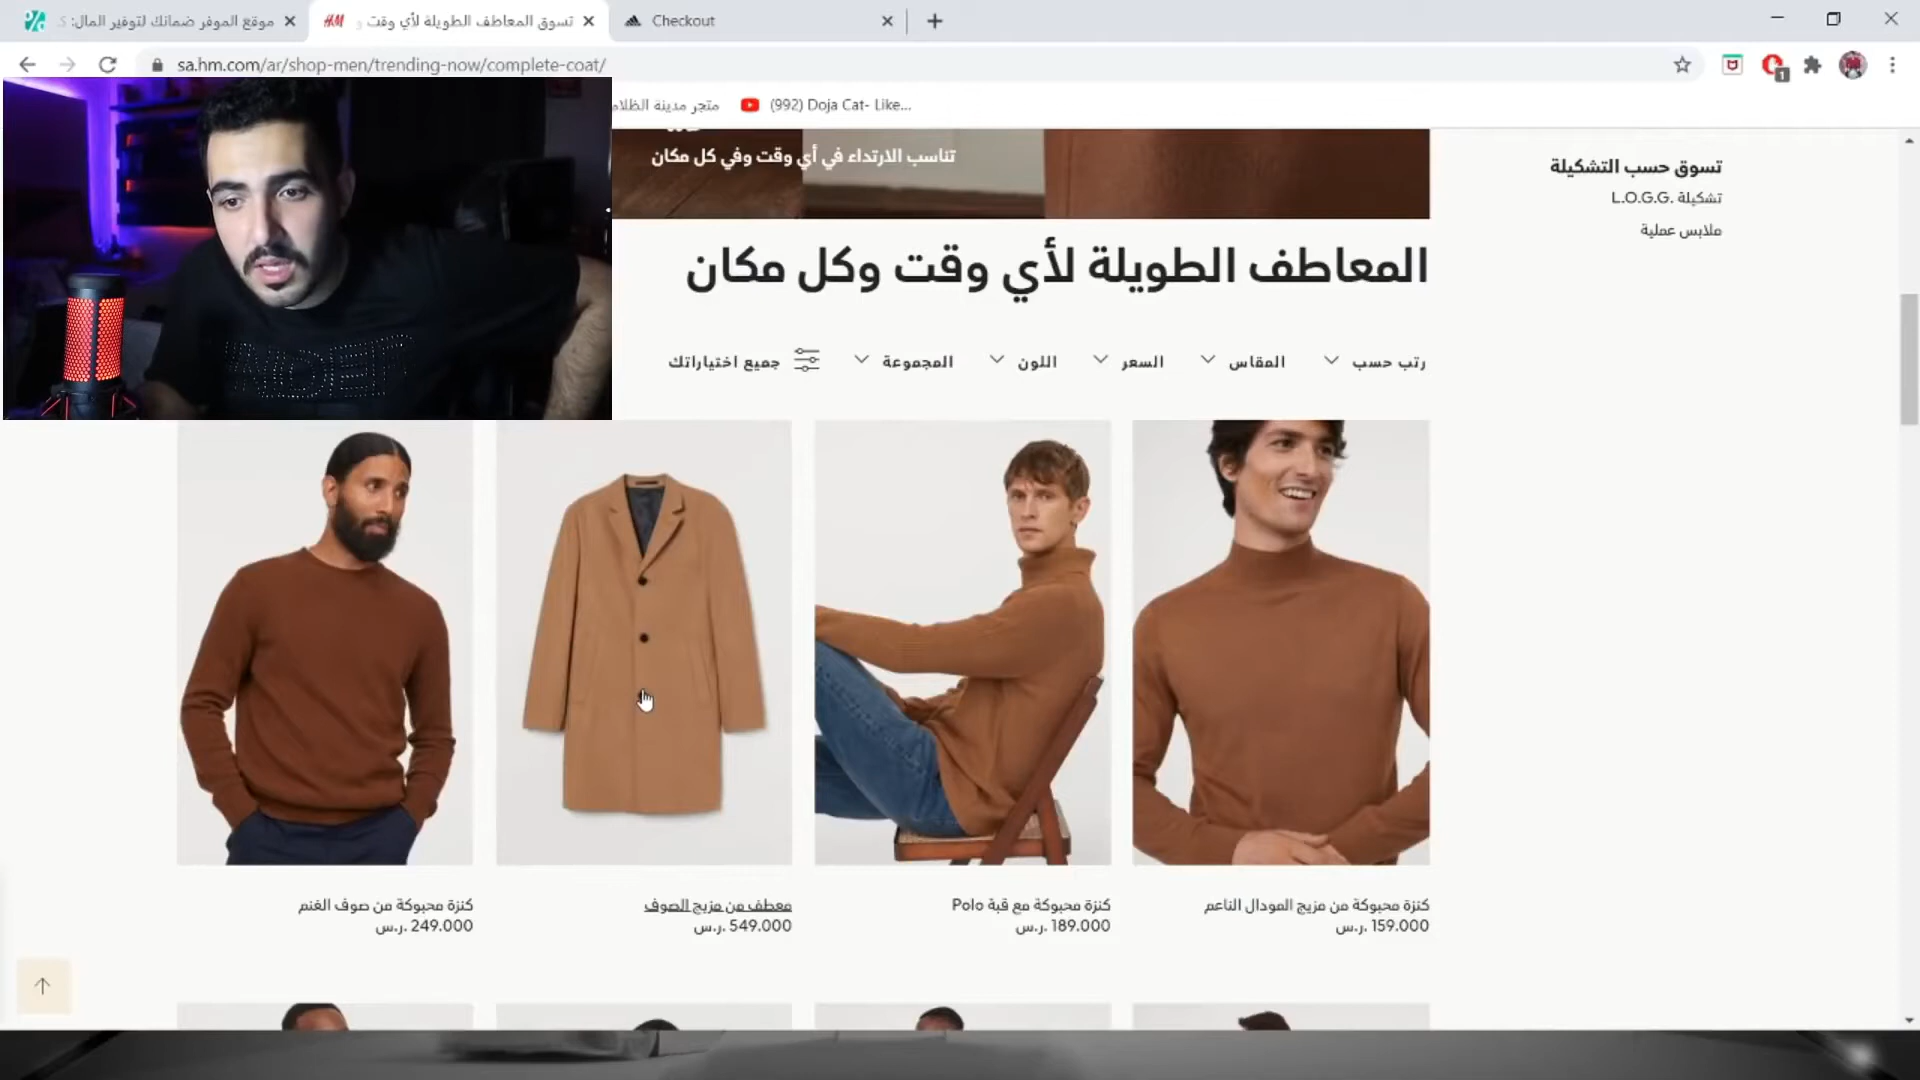 موقع الموفر ضمانك لتوفير المال:
H&M تسوق المعاطف الطويلة لأي وقت و
Checkout
sa.hm.com/ar/shop-men/trending-now/complete-coat/
1
متجر مدينة الظلام
(992) Doja Cat- Like...
تناسب الارتداء في أي وقت وفي كل مكان
تسوق حسب التشكيلة
تشكيلة .L.O.G.G
ملابس عملية
المعاطف الطويلة لأي وقت وكل مكان
رتب حسب
المقاس
السعر
اللون
المجموعة
جميع اختياراتك
كنزة محبوكة من مزيج المودال الناعم
159.000 ر.س.
كنزة محبوكة مع قبة Polo
189.000 ر.س.
معطف من مزيج الصوف
549.000 ر.س.
كنزة محبوكة من صوف الغنم
249.000 ر.س.